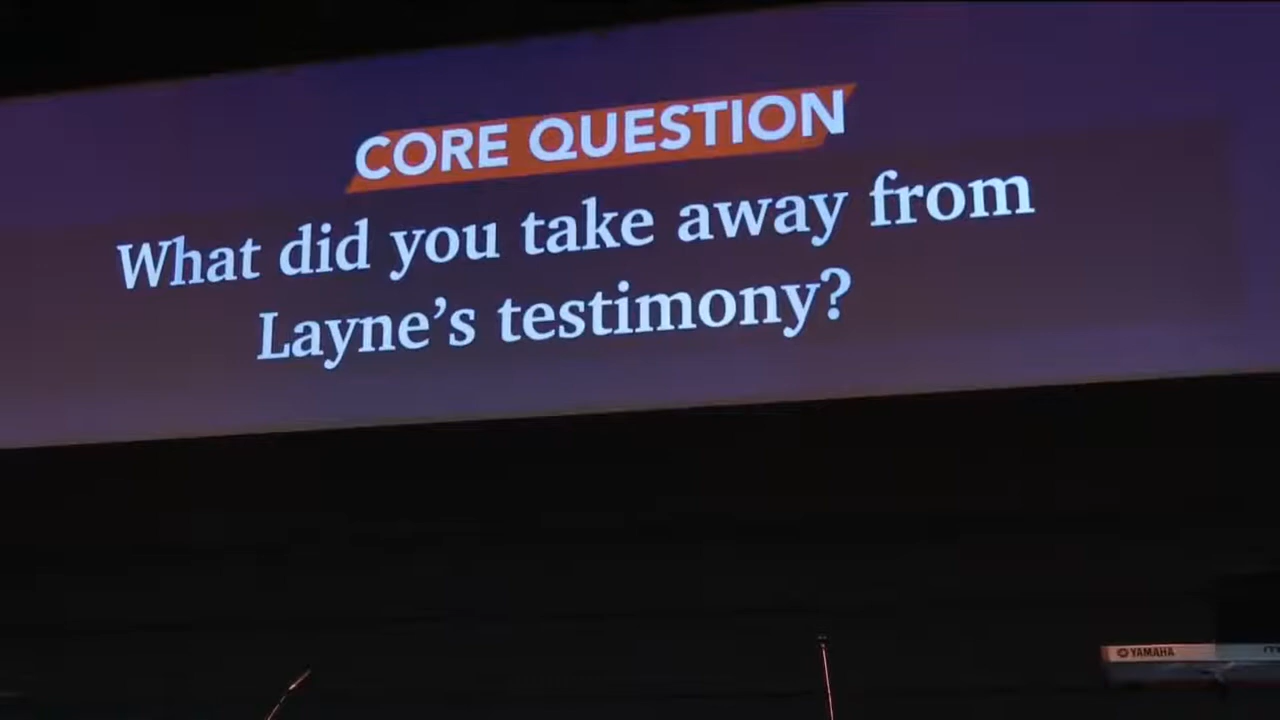 CORE QUESTION
What did you take away from
Layne's testimony?
YAMAHA